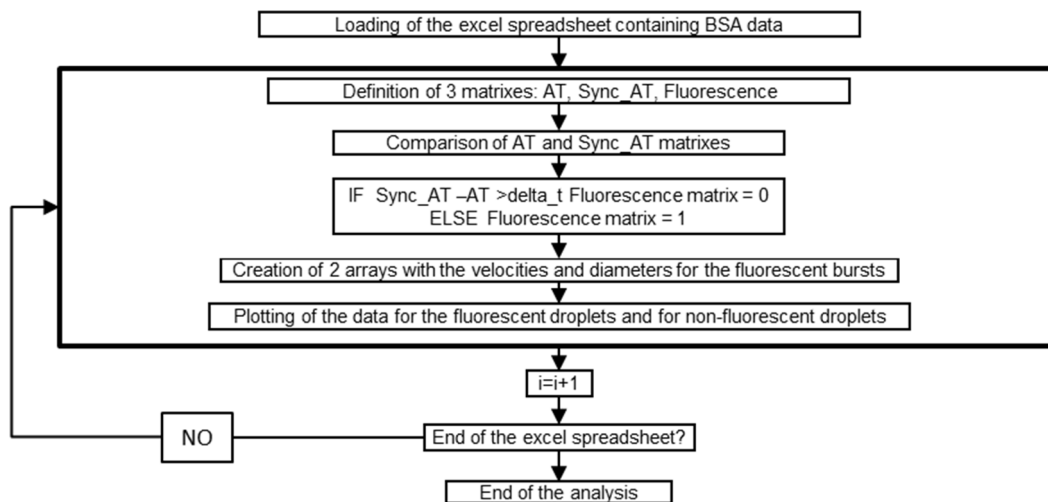 Loading of the excel spreadsheet containing BSA data
Definition of 3 matrixes: AT, Sync_AT, Fluorescence
Comparison of AT and Sync_AT matrixes
IF Sync_AT –AT >delta_t Fluorescence matrix = 0
ELSE Fluorescence matrix = 1
Creation of 2 arrays with the velocities and diameters for the fluorescent bursts
Plotting of the data for the fluorescent droplets and for non-fluorescent droplets
i=i+1
NO
End of the excel spreadsheet?
End of the analysis